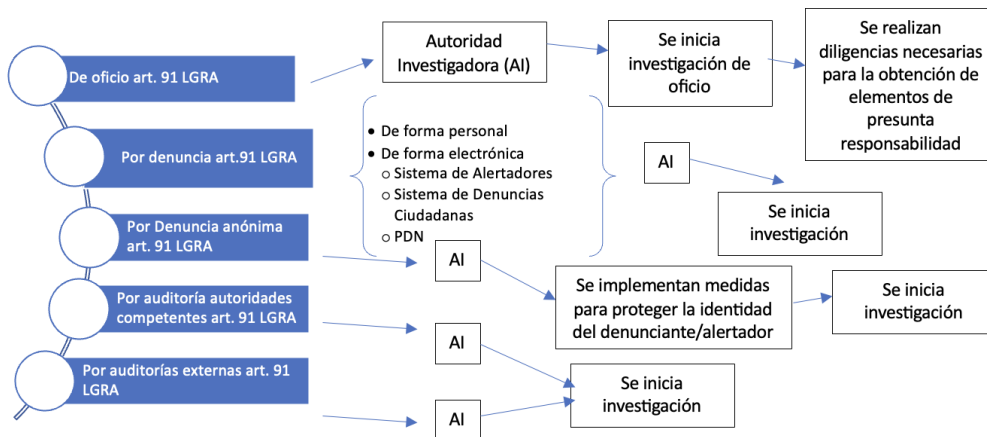 De oficio art. 91 LGRA
Autoridad
Investigadora (AI)
Se inicia
investigación de
oficio
Se realizan
diligencias necesarias
para la obtención de
elementos de
presunta
responsabilidad
Por denuncia art.91 LGRA
• De forma personal
• De forma electrónica
○ Sistema de Alertadores
○ Sistema de Denuncias
Ciudadanas
○ PDN
AI
Se inicia
investigación
Por Denuncia anónima
art. 91 LGRA
AI
Se implementan medidas
para proteger la identidad
del denunciante/alertador
Se inicia
investigación
Por auditoría autoridades
competentes art. 91 LGRA
AI
Se inicia
investigación
Por auditorías externas art. 91
LGRA
AI